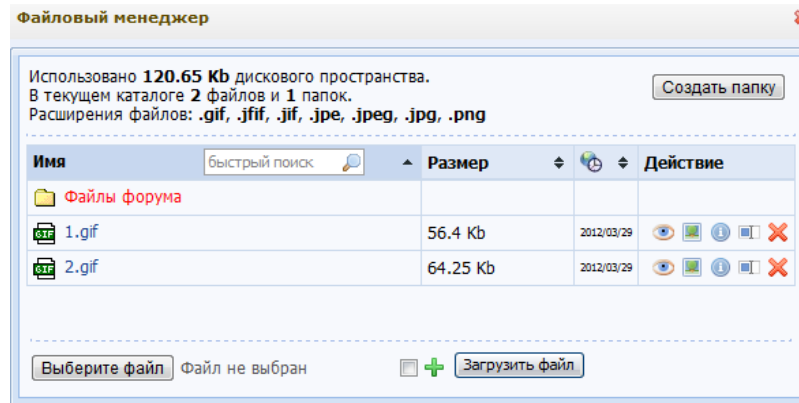 Файловый менеджер
Использовано 120.65 Kb дискового пространства.
В текущем каталоге 2 файлов и 1 папок.
Расширения файлов: .gif, .jfif, .jif, .jpe, .jpeg, .jpg, .png
Создать папку
Имя быстрый поиск Размер Действие
Файлы форума
GIF 1.gif 56.4 Kb 2012/03/29
GIF 2.gif 64.25 Kb 2012/03/29
Выберите файл Файл не выбран Загрузить файл